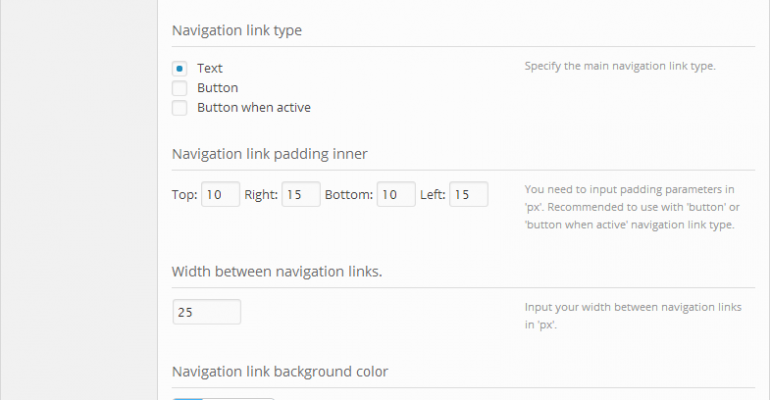 Navigation link type
Text
Specify the main navigation link type.
Button
Button when active
Navigation link padding inner
Top: 10 Right: 15 Bottom: 10 Left: 15
You need to input padding parameters in
'px'. Recommended to use with 'button' or
'button when active' navigation link type.
Width between navigation links.
25
Input your width between navigation links
in 'px'.
Navigation link background color